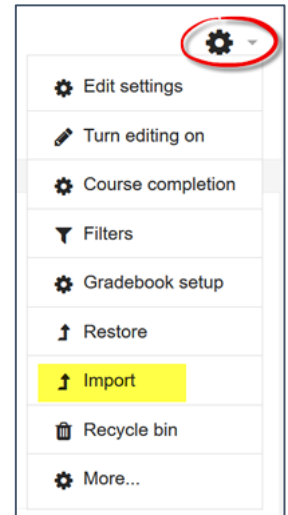 Edit settings
Turn editing on
Course completion
Filters
Gradebook setup
Restore
Import
Recycle bin
More...